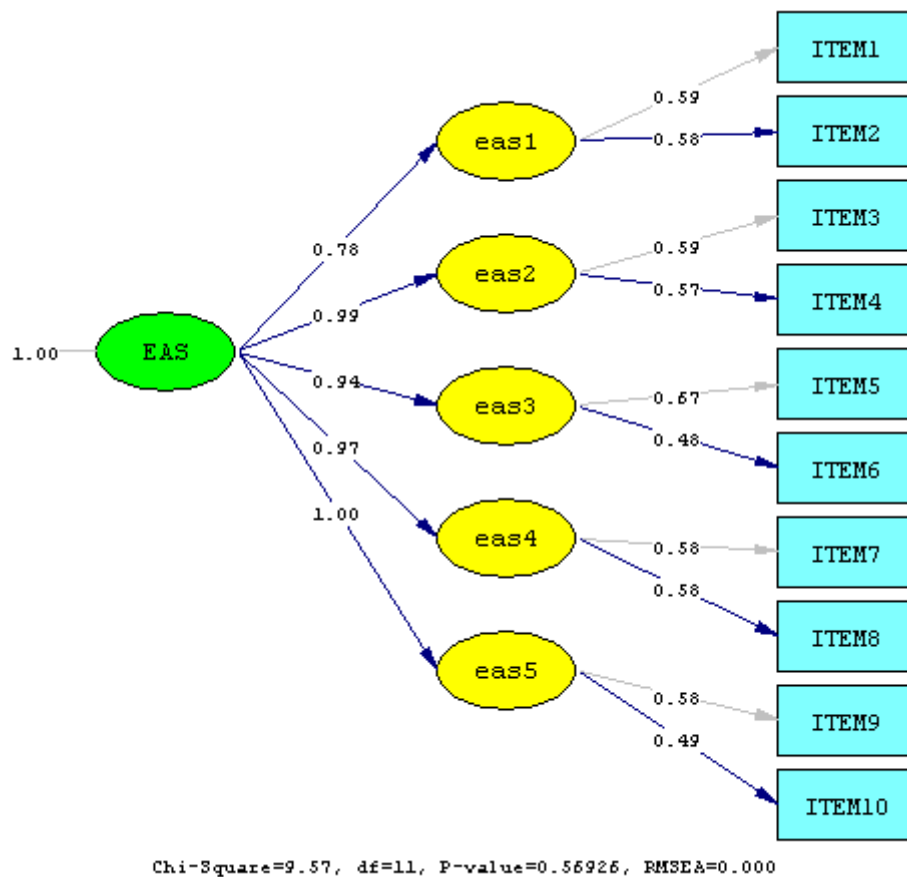 ITEM1
0.59
eas1
0.58
ITEM2
ITEM3
0.78
0.59
eas2
0.57
ITEM4
0.99
1.00
EAS
0.94
ITEM5
0.67
eas3
0.48
0.97
ITEM6
1.00
eas4
0.58
ITEM7
0.58
ITEM8
eas5
0.58
ITEM9
0.49
ITEM10
Chi-Square=9.57, df=11, P-value=0.56926, RMSEA=0.000